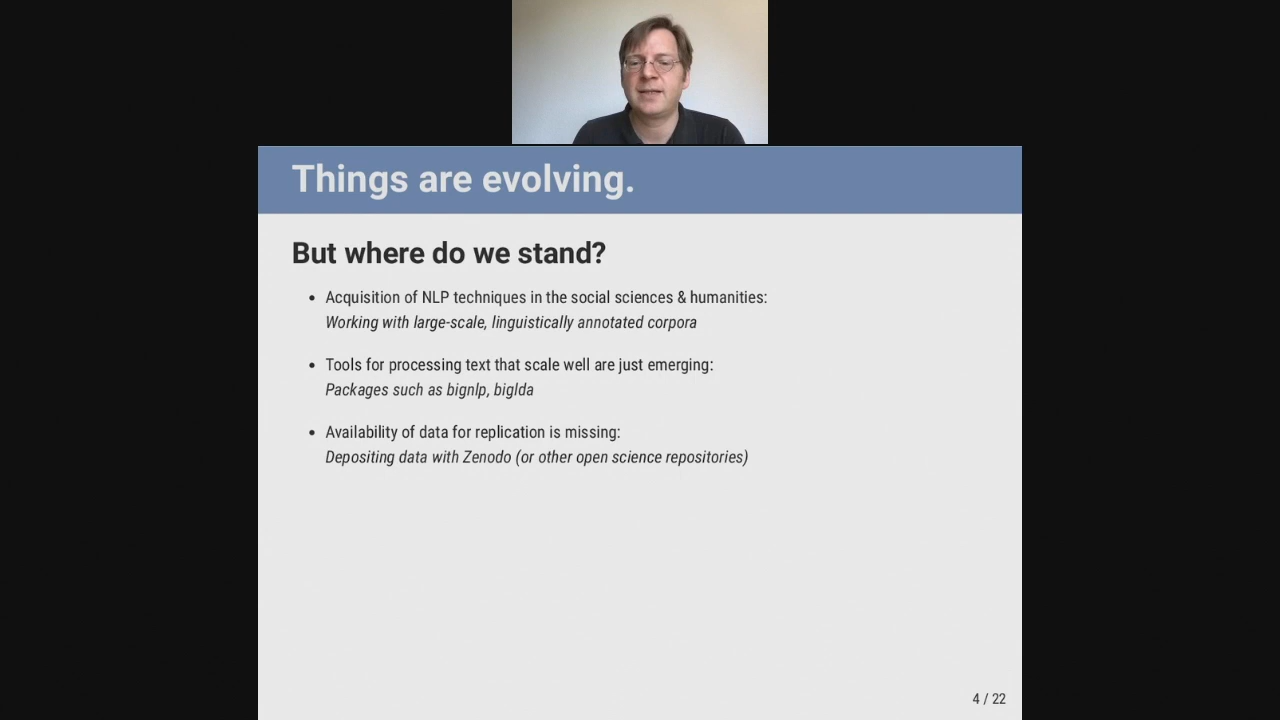 Things are evolving.
But where do we stand?
• Acquisition of NLP techniques in the social sciences & humanities:
Working with large-scale, linguistically annotated corpora
• Tools for processing text that scale well are just emerging:
Packages such as bignlp, biglda
• Availability of data for replication is missing:
Depositing data with Zenodo (or other open science repositories)
4 / 22